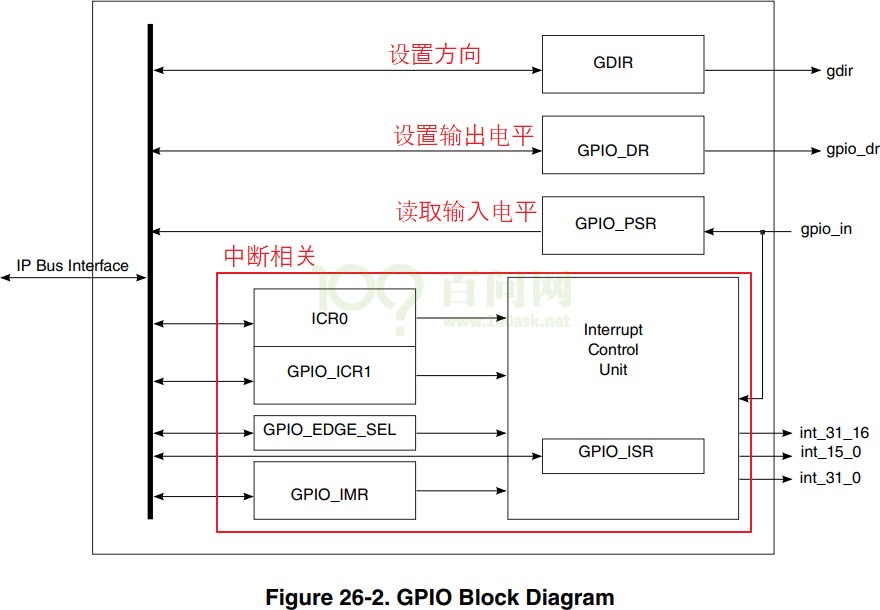 设置方向
GDIR
gdir
设置输出电平
GPIO_DR
gpio_dr
读取输入电平
GPIO_PSR
gpio_in
IP Bus Interface
中断相关
100? 百问网
www.100ask.net
ICR0
GPIO_ICR1
GPIO_EDGE_SEL
GPIO_IMR
Interrupt
Control
Unit
GPIO_ISR
int_31_16
int_15_0
int_31_0
Figure 26-2. GPIO Block Diagram